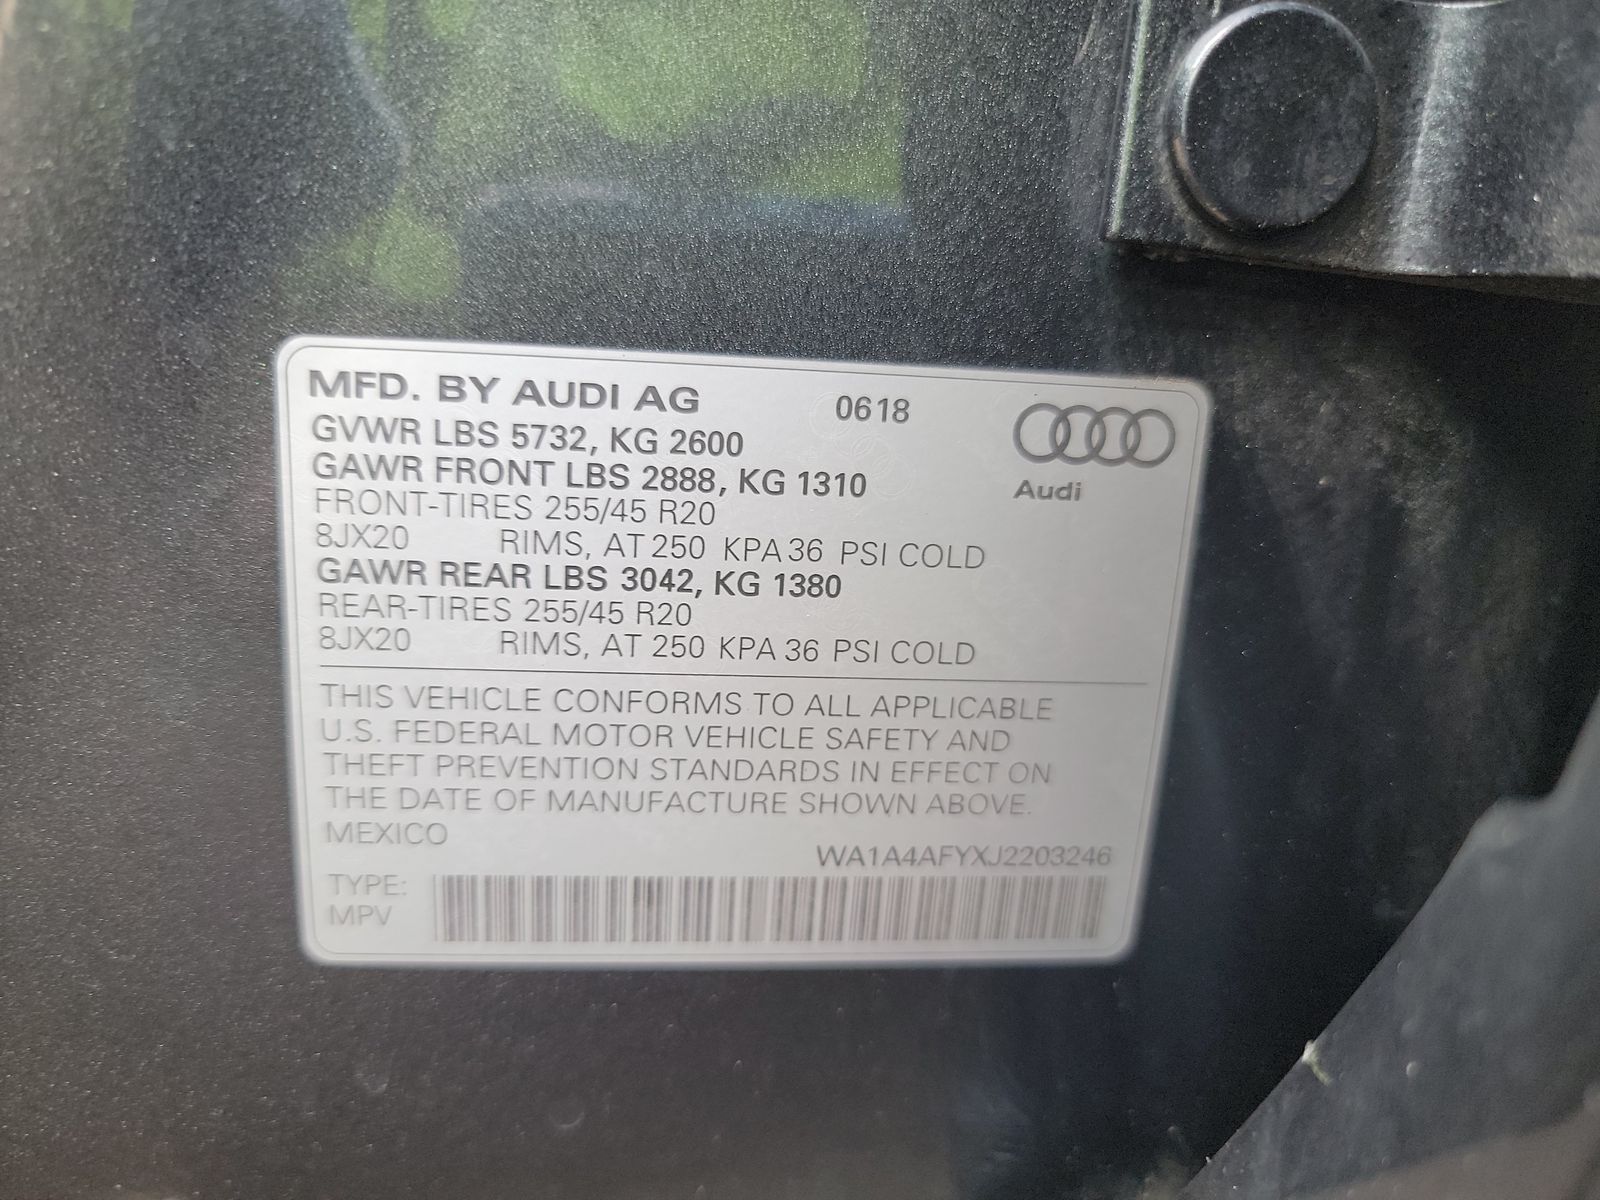 MFD. BY AUDI AG 0618
GVWR LBS 5732, KG 2600
GAWR FRONT LBS 2888, KG 1310
Audi
FRONT-TIRES 255/45 R20
8JX20 RIMS, AT 250 KPA 36 PSI COLD
GAWR REAR LBS 3042, KG 1380
REAR-TIRES 255/45 R20
8JX20 RIMS, AT 250 KPA 36 PSI COLD
THIS VEHICLE CONFORMS TO ALL APPLICABLE
U.S. FEDERAL MOTOR VEHICLE SAFETY AND
THEFT PREVENTION STANDARDS IN EFFECT ON
THE DATE OF MANUFACTURE SHOWN ABOVE.
MEXICO
WA1A4AFYXJ2203246
TYPE:
MPV